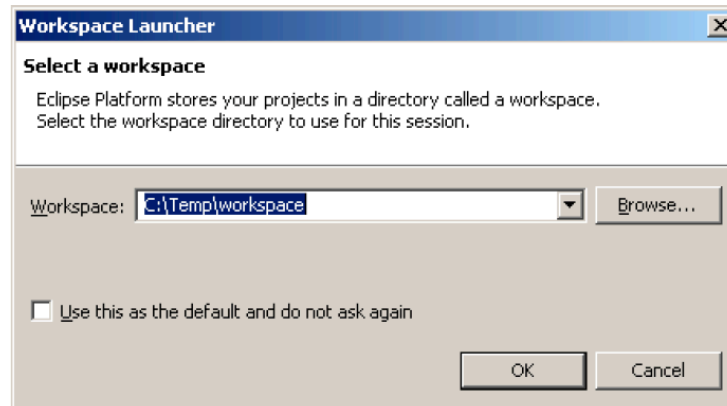 Workspace Launcher
Select a workspace
Eclipse Platform stores your projects in a directory called a workspace.
Select the workspace directory to use for this session.
Workspace: C:\Temp\workspace Browse...
Use this as the default and do not ask again
OK Cancel